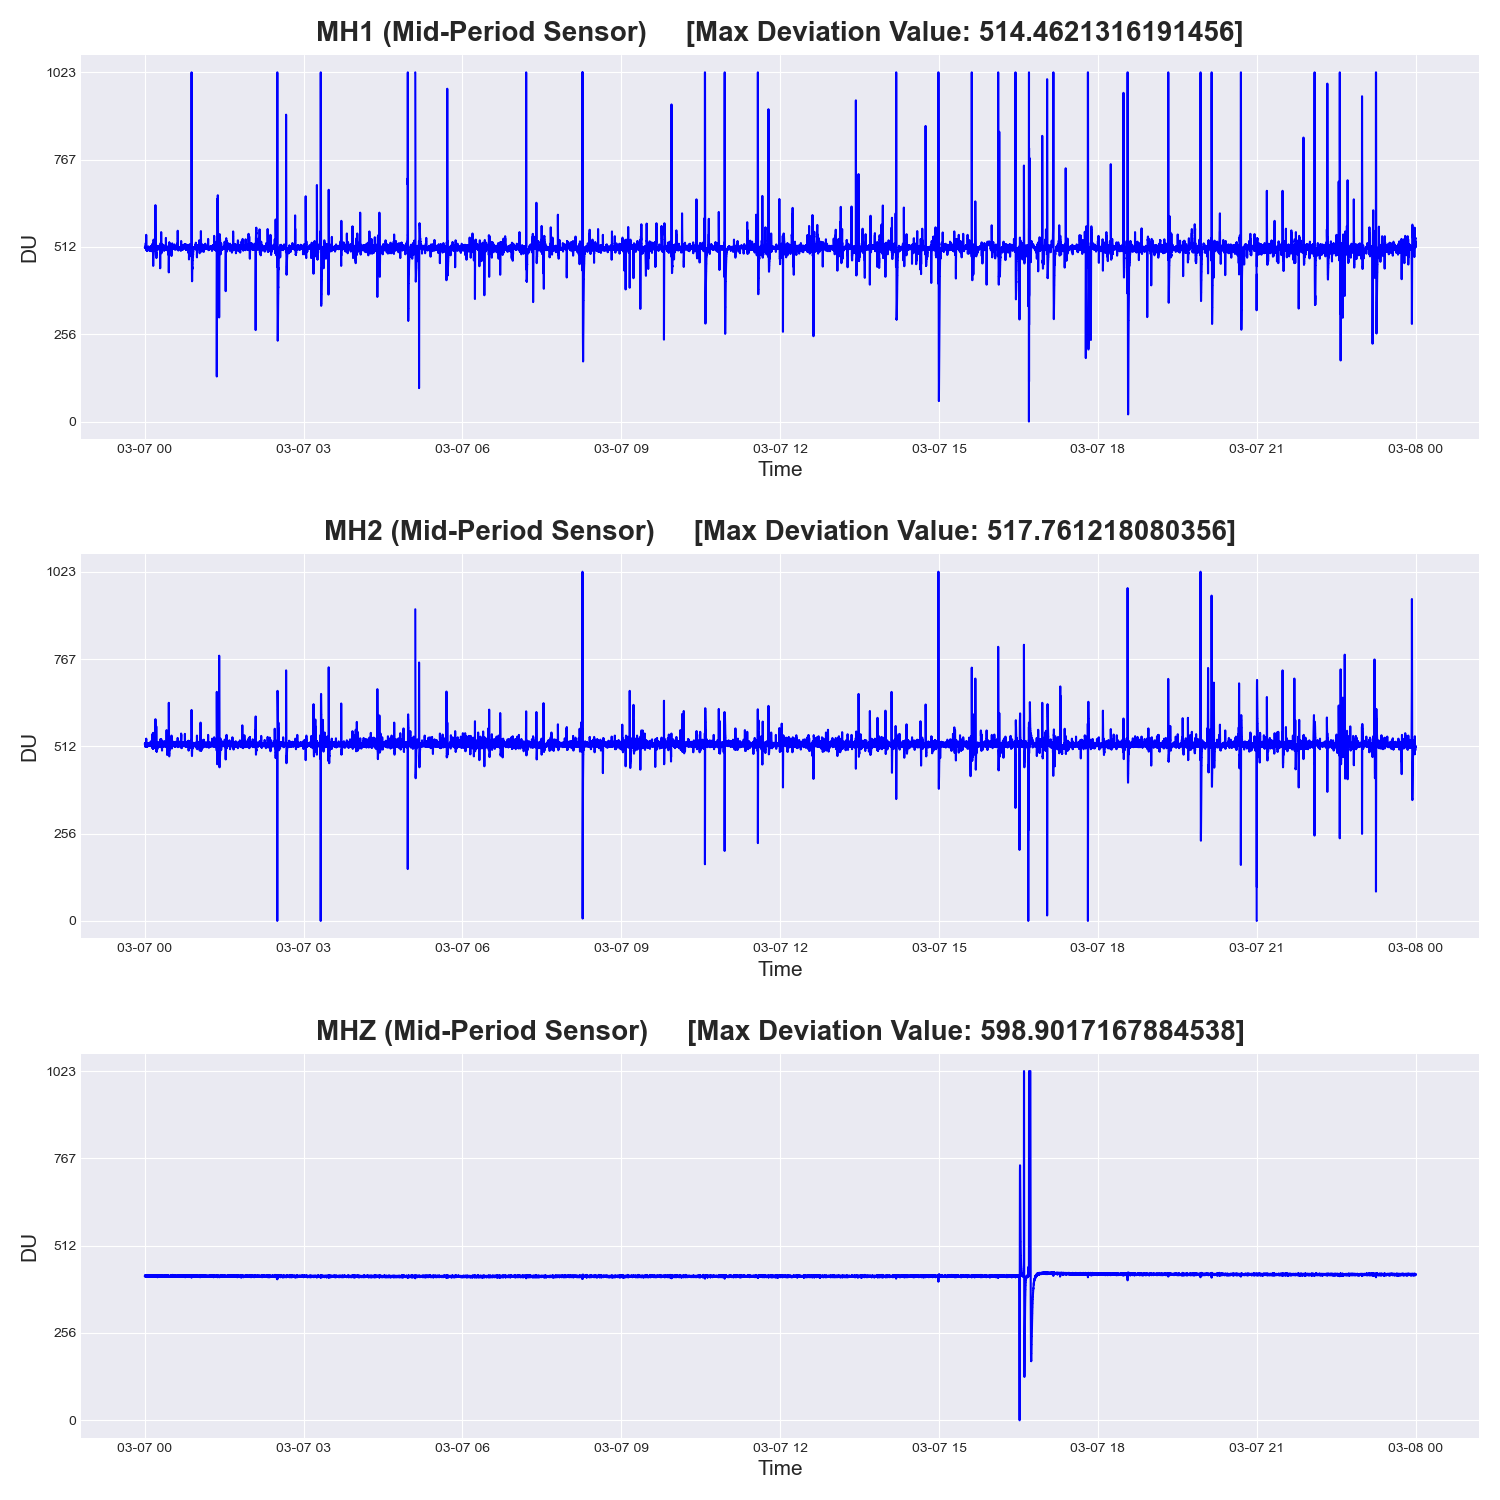 MH1 (Mid-Period Sensor) [Max Deviation Value: 514.4621316191456]
1023
767
512
256
0
DU
03-07 00 03-07 03 03-07 06 03-07 09 03-07 12 03-07 15 03-07 18 03-07 21 03-08 00
Time
MH2 (Mid-Period Sensor) [Max Deviation Value: 517.761218080356]
1023
767
512
256
0
DU
03-07 00 03-07 03 03-07 06 03-07 09 03-07 12 03-07 15 03-07 18 03-07 21 03-08 00
Time
MHZ (Mid-Period Sensor) [Max Deviation Value: 598.9017167884538]
1023
767
512
256
0
DU
03-07 00 03-07 03 03-07 06 03-07 09 03-07 12 03-07 15 03-07 18 03-07 21 03-08 00
Time